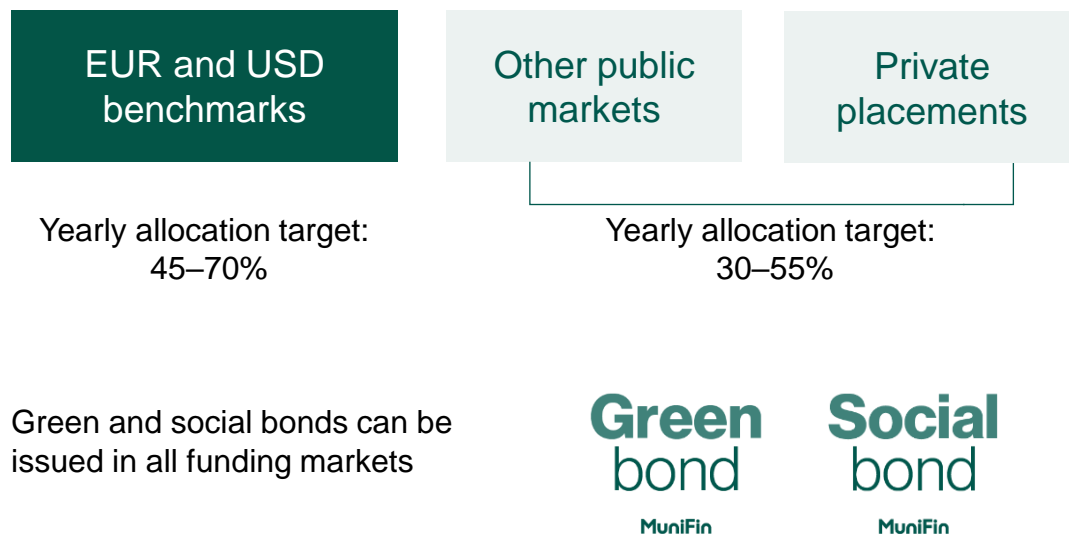 EUR and USD
benchmarks
Other public
markets
Private
placements
Yearly allocation target:
45–70%
Yearly allocation target:
30–55%
Green and social bonds can be
issued in all funding markets
Green
bond
MuniFin
Social
bond
MuniFin